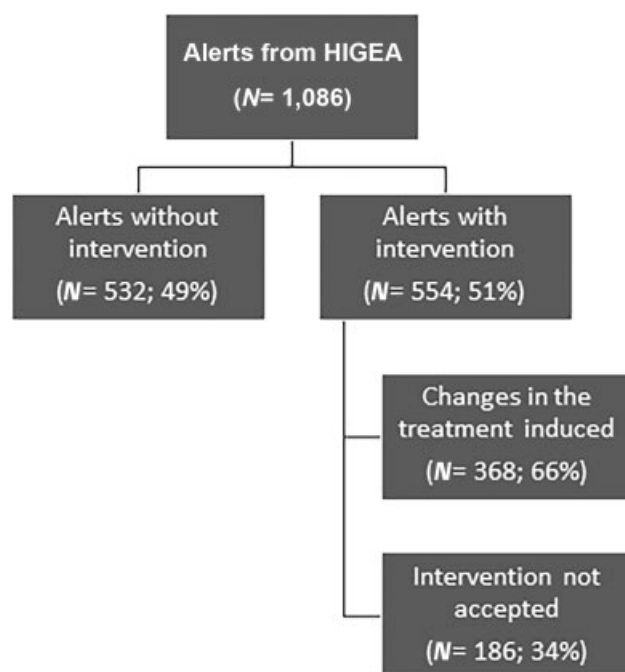 Alerts from HIGEA
(N= 1,086)
Alerts without
intervention
(N= 532; 49%)
Alerts with
intervention
(N= 554; 51%)
Changes in the
treatment induced
(N= 368; 66%)
Intervention not
accepted
(N= 186; 34%)